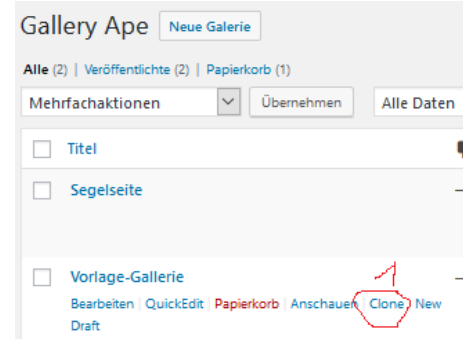 Gallery Ape Neue Galerie
Alle (2) | Veröffentlichte (2) | Papierkorb (1)
Mehrfachaktionen Übernehmen Alle Daten
Titel
Segelseite
Vorlage-Gallerie 1
Bearbeiten | QuickEdit | Papierkorb | Anschauen | Clone | New
Draft